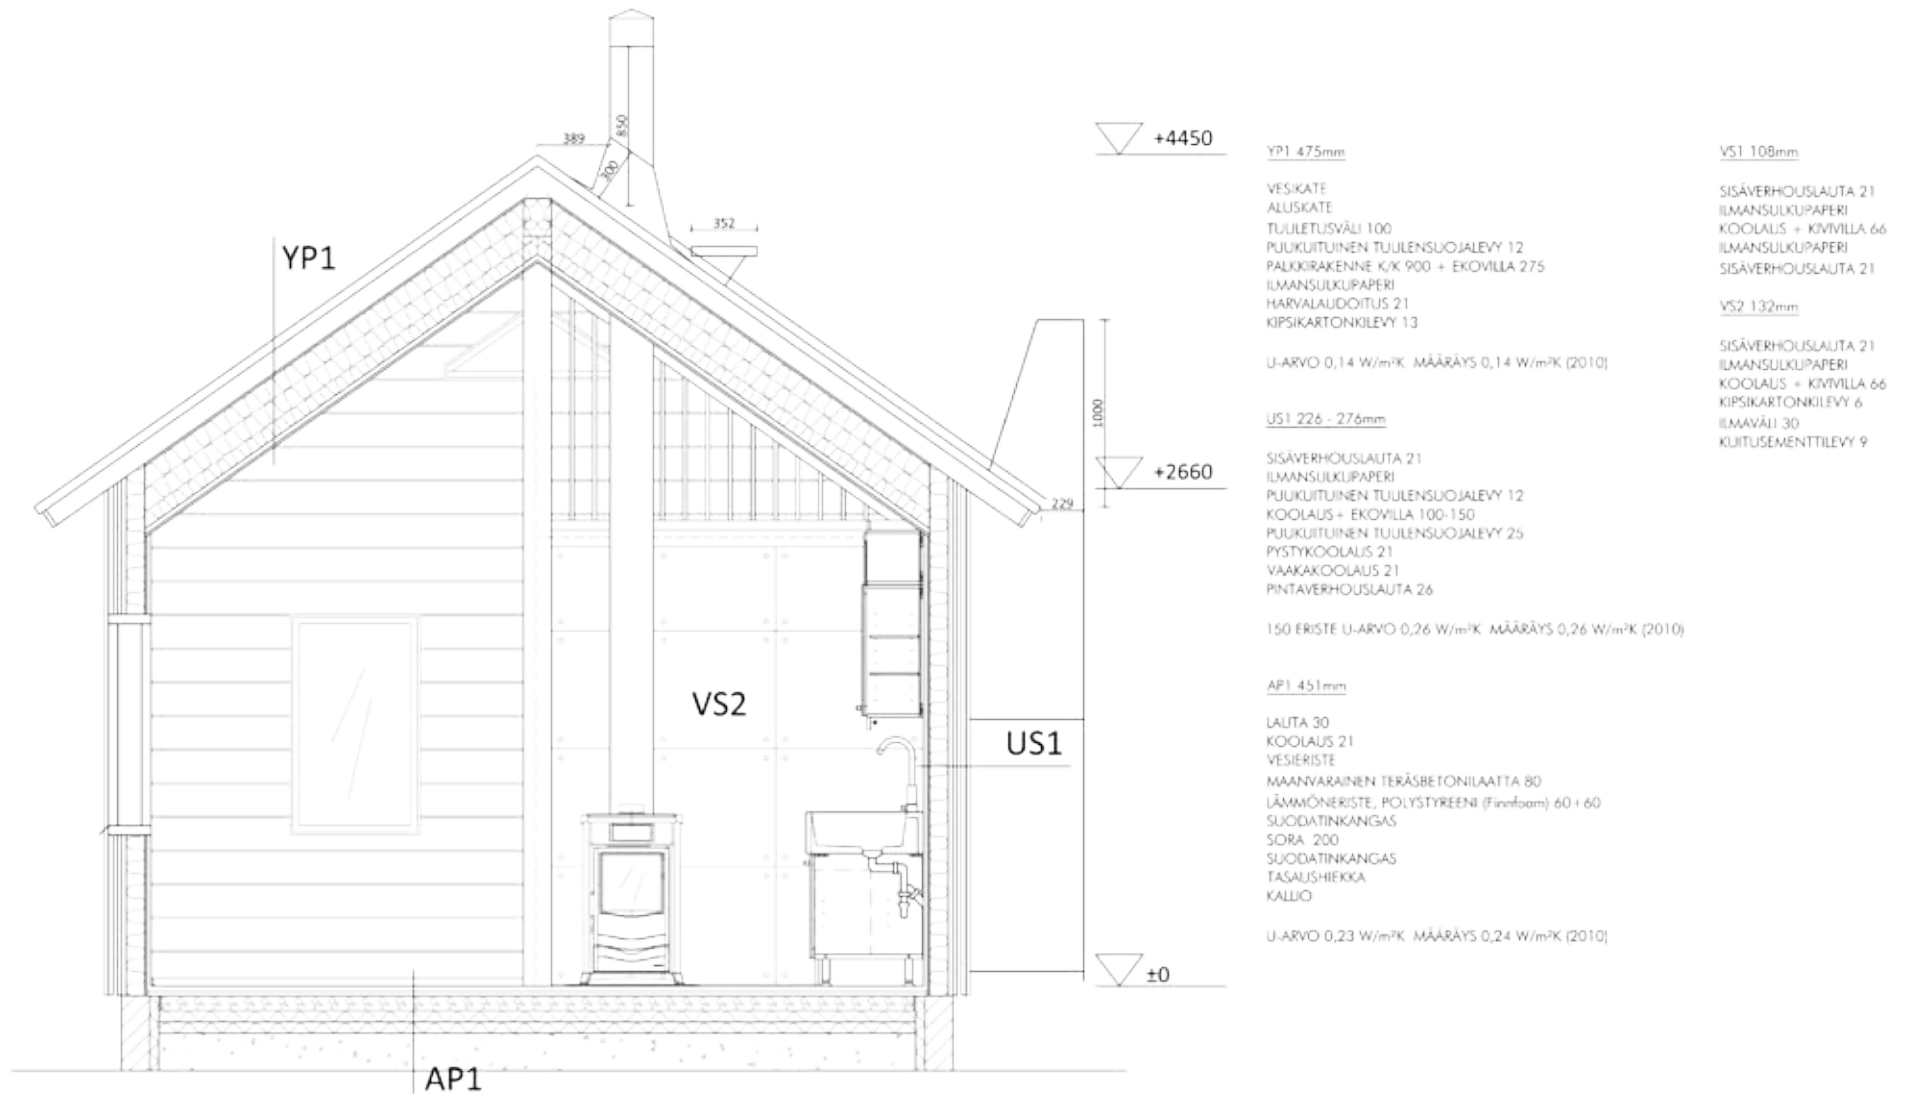 850
389
300
352
YP1
VS2
US1
AP1
1000
229
+4450
+2660
±0
YP1 475mm
VESIKATE
ALUSKATE
TUULETUSVÄLI 100
PUUKUITUINEN TUULENSUOJALEVY 12
PALKKIRAKENNE K/K 900 + EKOVILLA 275
ILMANSULKUPAPERI
HARVALAUDOITUS 21
KIPSIKARTONKILEVY 13
U-ARVO 0,14 W/m²K MÄÄRÄYS 0,14 W/m²K (2010)
US1 226 - 276mm
SISÄVERHOUSLAUTA 21
ILMANSULKUPAPERI
PUUKUITUINEN TUULENSUOJALEVY 12
KOOLAUS + EKOVILLA 100-150
PUUKUITUINEN TUULENSUOJALEVY 25
PYSTYKOOLAUS 21
VAAKAKOOLAUS 21
PINTAVERHOUSLAUTA 26
150 ERISTE U-ARVO 0,26 W/m²K MÄÄRÄYS 0,26 W/m²K (2010)
AP1 451mm
LAUTA 30
KOOLAUS 21
VESIERISTE
MAANVARAINEN TERÄSBETONILAATTA 80
LÄMMÖNERISTE, POLYSTYREENI (Finnfoam) 60+60
SUODATINKANGAS
SORA 200
SUODATINKANGAS
TASAUSHIEKKA
KALLIO
U-ARVO 0,23 W/m²K MÄÄRÄYS 0,24 W/m²K (2010)
VS1 108mm
SISÄVERHOUSLAUTA 21
ILMANSULKUPAPERI
KOOLAUS + KIVIVILLA 66
ILMANSULKUPAPERI
SISÄVERHOUSLAUTA 21
VS2 132mm
SISÄVERHOUSLAUTA 21
ILMANSULKUPAPERI
KOOLAUS + KIVIVILLA 66
KIPSIKARTONKILEVY 6
ILMAVÄLI 30
KUITUSEMENTTILEVY 9